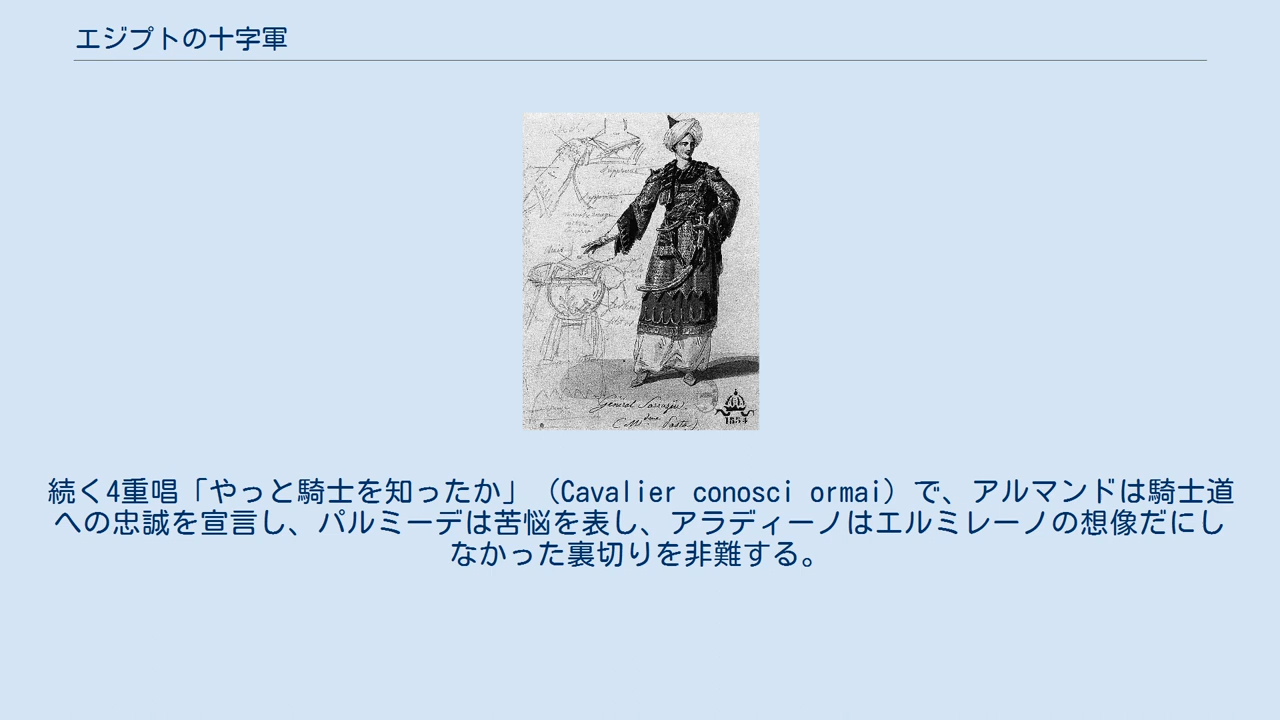 エジプトの十字軍
Général Sarrasin.
続く4重唱「やっと騎士を知ったか」（Cavalier conosci ormai）で、アルマンドは騎士道
への忠誠を宣言し、パルミーデは苦悩を表し、アラディーノはエルミレーノの想像だにし
なかった裏切りを非難する。